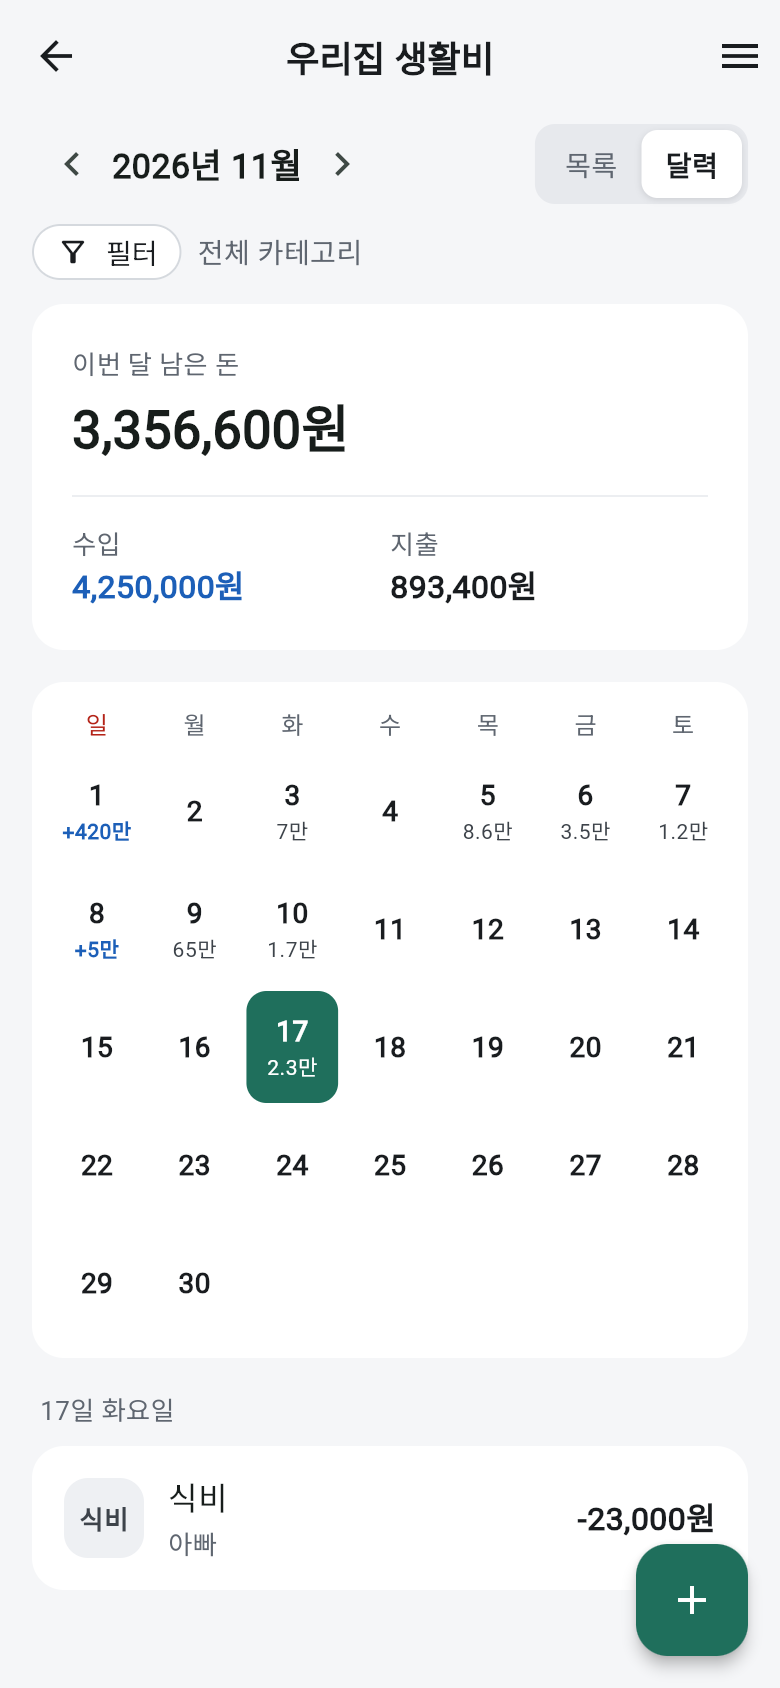 우리집 생활비
2026년 11월
목록 달력
필터 전체 카테고리
이번 달 남은 돈
3,356,600원
수입 지출
4,250,000원 893,400원
일 월 화 수 목 금 토
1 2 3 4 5 6 7
+420만 7만 8.6만 3.5만 1.2만
8 9 10 11 12 13 14
+5만 65만 1.7만
15 16 17 18 19 20 21
2.3만
22 23 24 25 26 27 28
29 30
17일 화요일
식비 식비 -23,000원
아빠